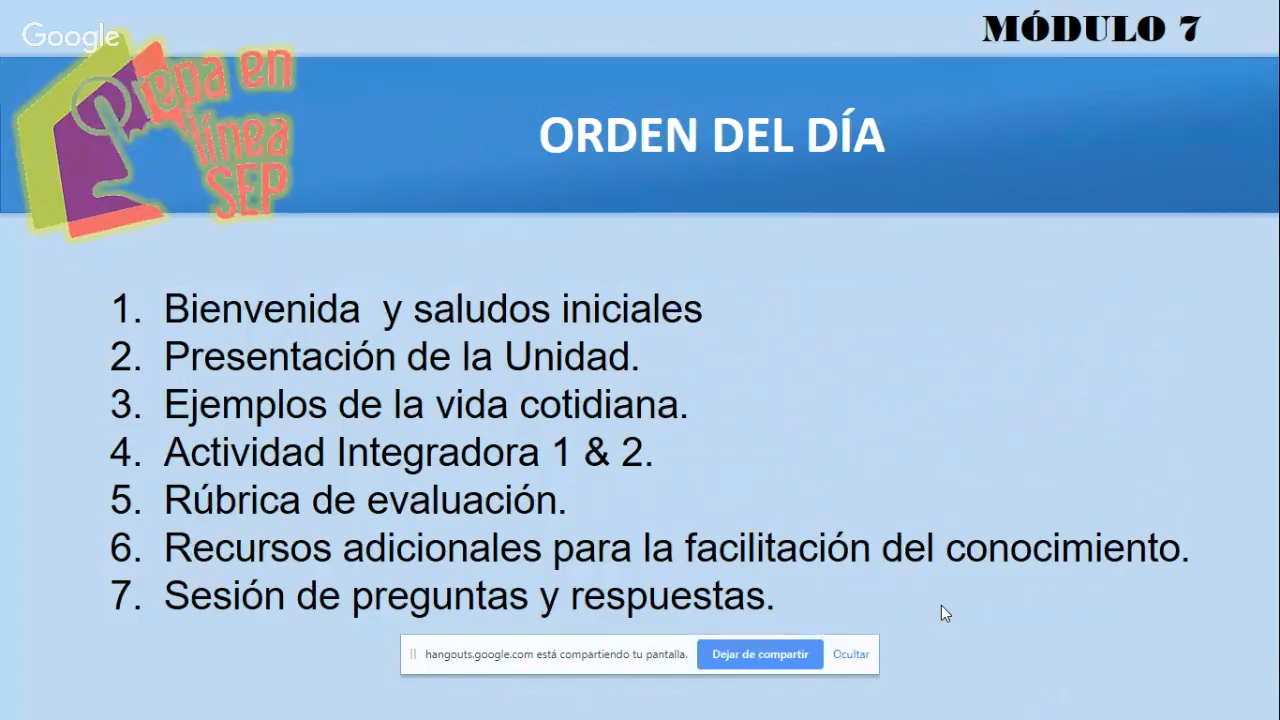 Google
MÓDULO 7
Prepa en
línea
SEP
ORDEN DEL DÍA
1. Bienvenida y saludos iniciales
2. Presentación de la Unidad.
3. Ejemplos de la vida cotidiana.
4. Actividad Integradora 1 & 2.
5. Rúbrica de evaluación.
6. Recursos adicionales para la facilitación del conocimiento.
7. Sesión de preguntas y respuestas.
hangouts.google.com está compartiendo tu pantalla. Dejar de compartir Ocultar